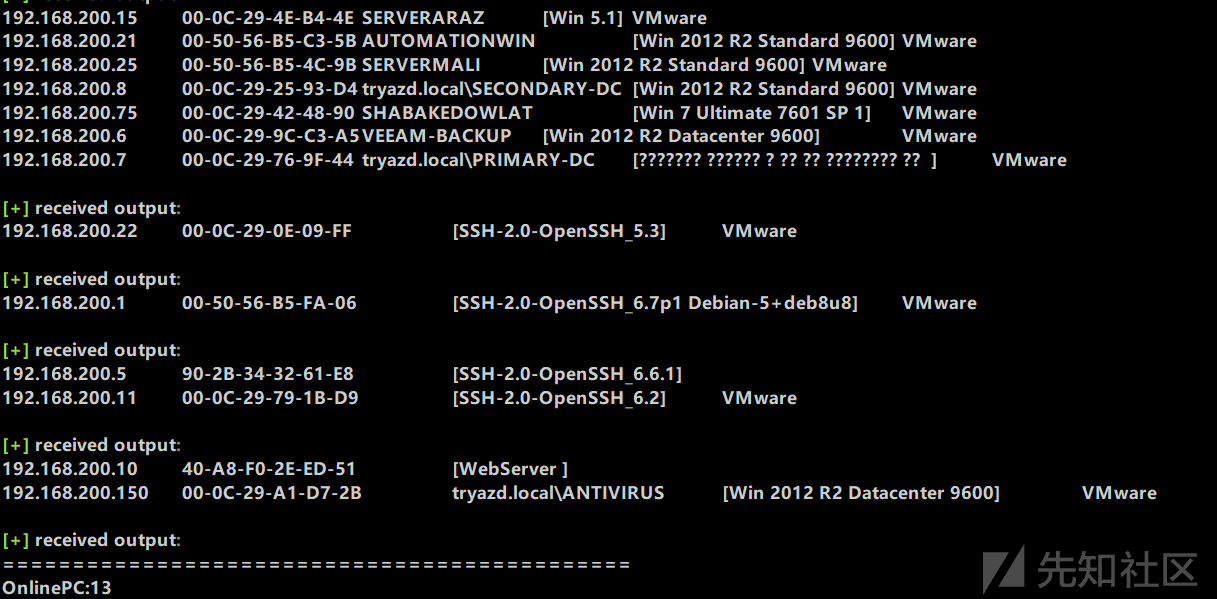 192.168.200.15 00-0C-29-4E-B4-4E SERVERARAZ [Win 5.1] VMware
192.168.200.21 00-50-56-B5-C3-5B AUTOMATIONWIN [Win 2012 R2 Standard 9600] VMware
192.168.200.25 00-50-56-B5-4C-9B SERVERMALI [Win 2012 R2 Standard 9600] VMware
192.168.200.8 00-0C-29-25-93-D4 tryazd.local\SECONDARY-DC [Win 2012 R2 Standard 9600] VMware
192.168.200.75 00-0C-29-42-48-90 SHABAKEDOWLAT [Win 7 Ultimate 7601 SP 1] VMware
192.168.200.6 00-0C-29-9C-C3-A5 VEEAM-BACKUP [Win 2012 R2 Datacenter 9600] VMware
192.168.200.7 00-0C-29-76-9F-44 tryazd.local\PRIMARY-DC [??????? ?????? ? ?? ?? ???????? ?? ] VMware
[+] received output:
192.168.200.22 00-0C-29-0E-09-FF [SSH-2.0-OpenSSH_5.3] VMware
[+] received output:
192.168.200.1 00-50-56-B5-FA-06 [SSH-2.0-OpenSSH_6.7p1 Debian-5+deb8u8] VMware
[+] received output:
192.168.200.5 90-2B-34-32-61-E8 [SSH-2.0-OpenSSH_6.6.1]
192.168.200.11 00-0C-29-79-1B-D9 [SSH-2.0-OpenSSH_6.2] VMware
[+] received output:
192.168.200.10 40-A8-F0-2E-ED-51 [WebServer ]
192.168.200.150 00-0C-29-A1-D7-2B tryazd.local\ANTIVIRUS [Win 2012 R2 Datacenter 9600] VMware
[+] received output:
=============================================
OnlinePC:13
先知社区